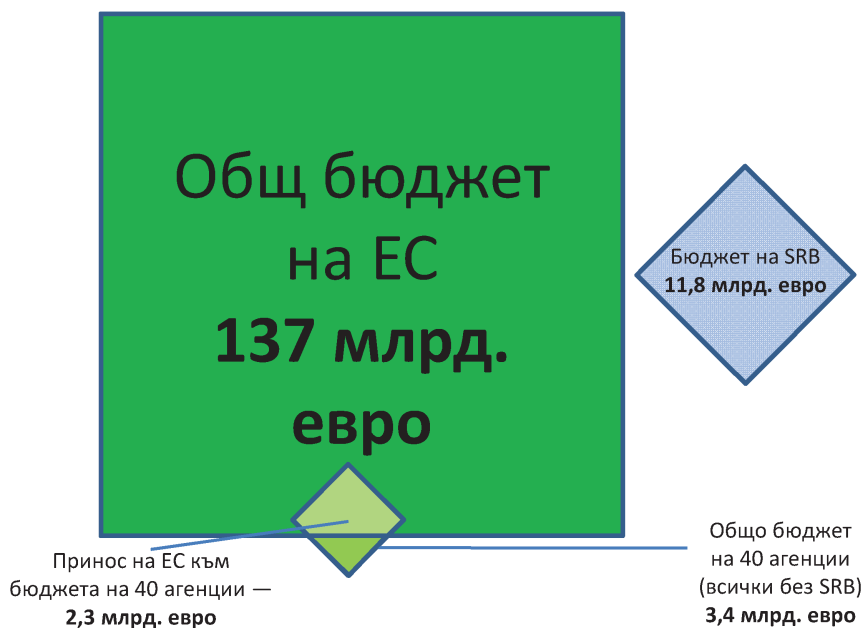 Общ бюджет
на ЕС
137 млрд.
евро
Бюджет на SRB
11,8 млрд. евро
Принос на ЕС към
бюджета на 40 агенции —
2,3 млрд. евро
Общо бюджет
на 40 агенции
(всички без SRB)
3,4 млрд. евро